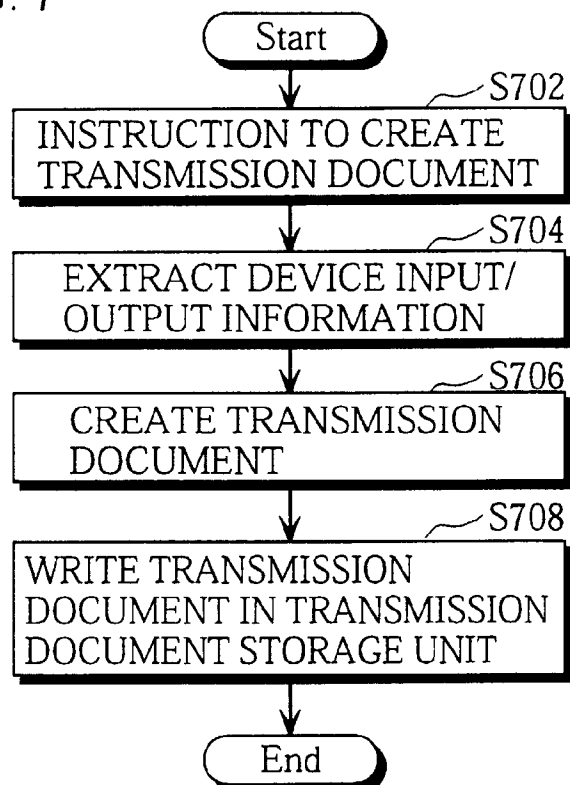 Start
S702
INSTRUCTION TO CREATE
TRANSMISSION DOCUMENT
S704
EXTRACT DEVICE INPUT/
OUTPUT INFORMATION
S706
CREATE TRANSMISSION
DOCUMENT
S708
WRITE TRANSMISSION
DOCUMENT IN TRANSMISSION
DOCUMENT STORAGE UNIT
End